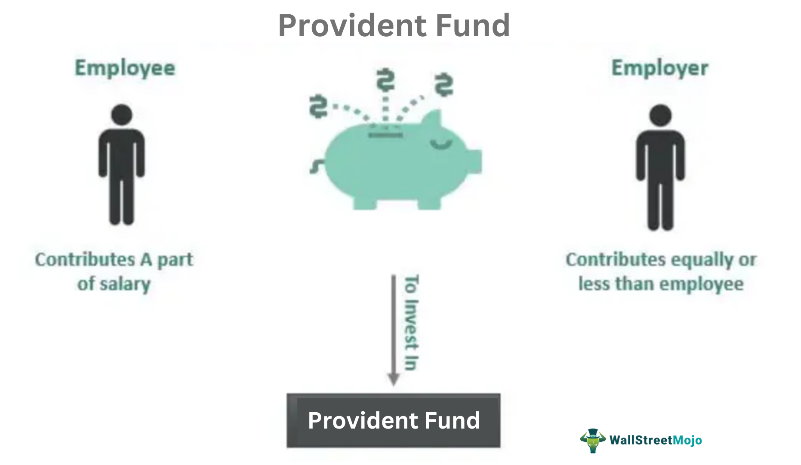 Provident Fund
Employee
Employer
Contributes A part
of salary
Contributes equally or
less than employee
To Invest In
Provident Fund
WallStreetMojo